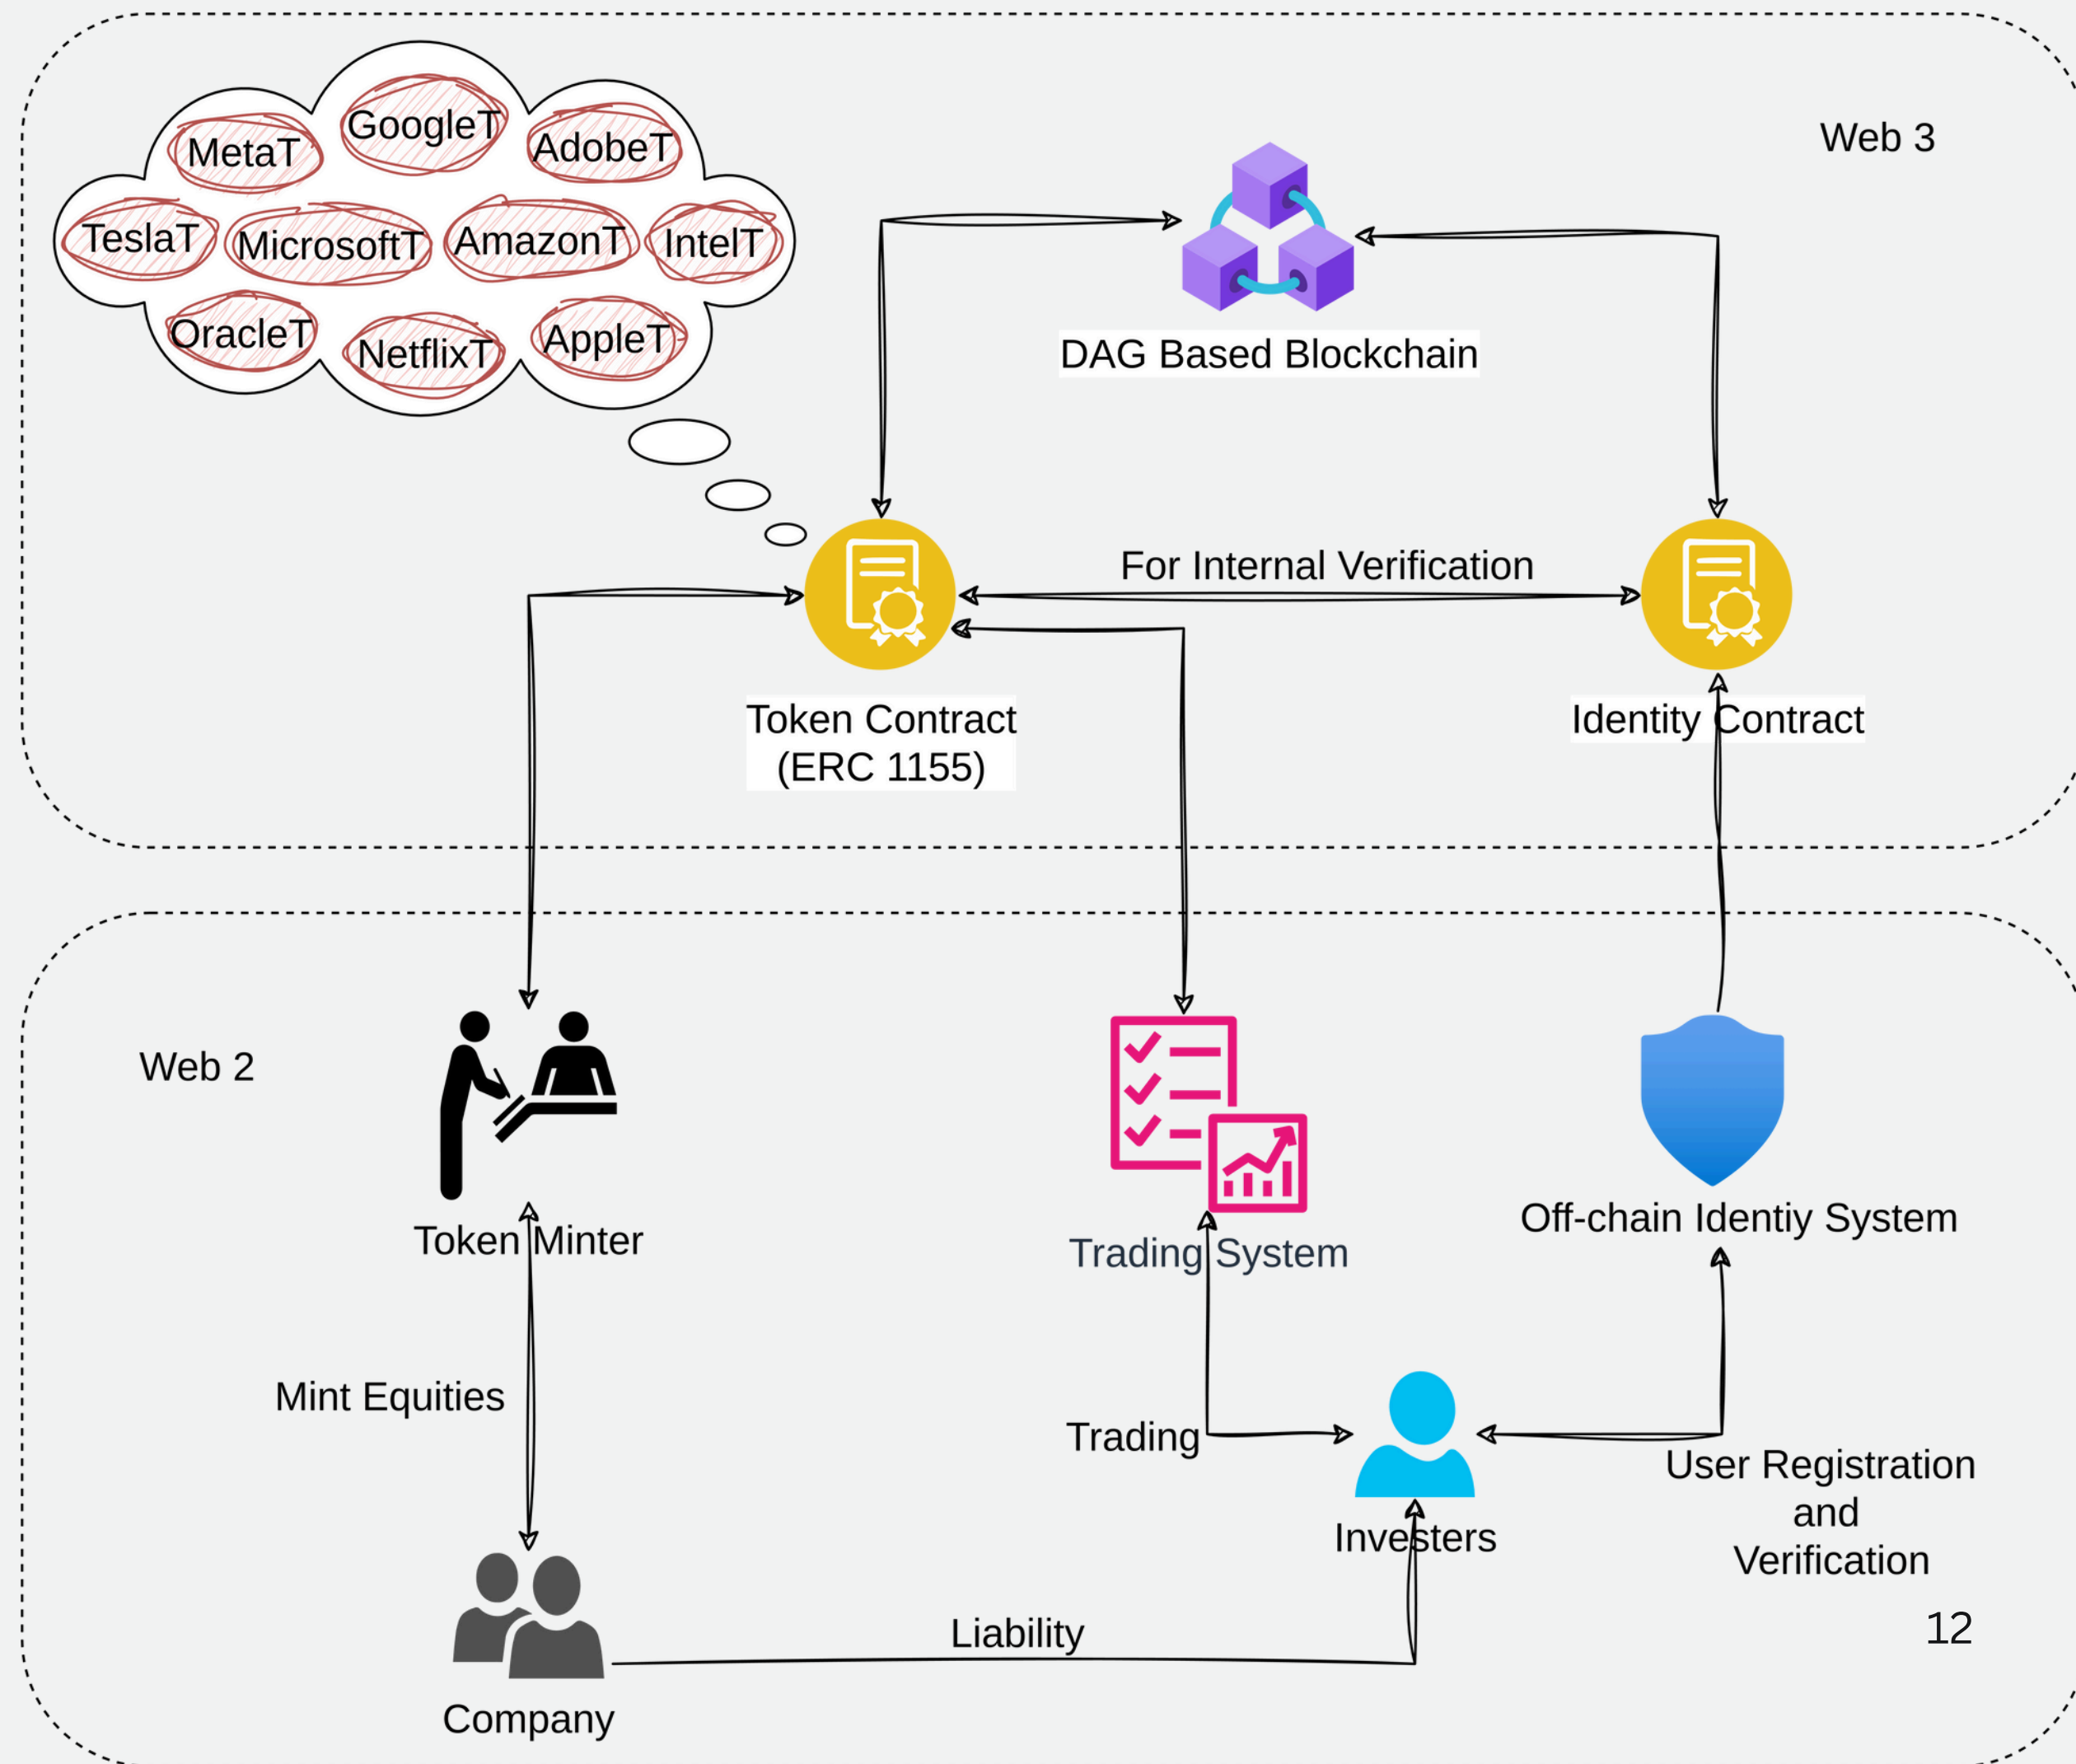 Web 3
GoogleT
MetaT
AdobeT
TeslaT
MicrosoftT
AmazonT
IntelT
OracleT
NetflixT
AppleT
DAG Based Blockchain
For Internal Verification
Token Contract
(ERC 1155)
Identity Contract
Web 2
Token Minter
Trading System
Off-chain Identiy System
Mint Equities
Trading
Investers
User Registration
and
Verification
Liability
Company
12